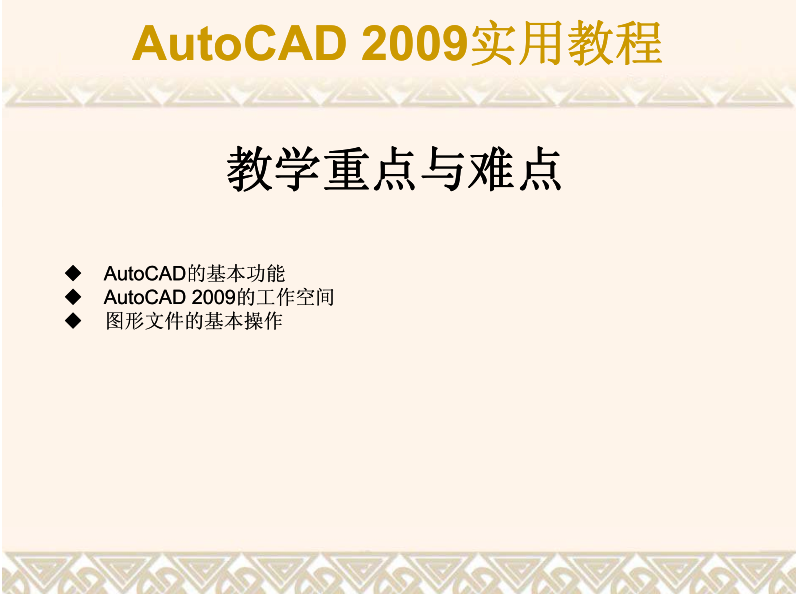 AutoCAD 2009实用教程
教学重点与难点
◆ AutoCAD的基本功能
◆ AutoCAD 2009的工作空间
◆ 图形文件的基本操作